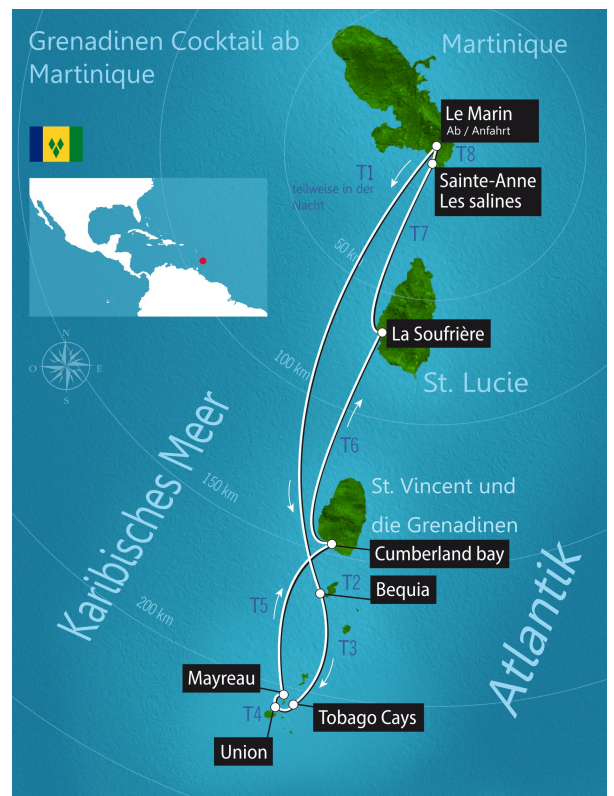 Grenadinen Cocktail ab
Martinique
Martinique
Le Marin
Ab / Anfahrt
T8
T1
teilweise in der
Nacht
Sainte-Anne
Les salines
T7
50 km
La Soufrière
N
O
E
S
100 km
St. Lucie
T6
Karibisches Meer
150 km
St. Vincent und
die Grenadinen
Cumberland bay
T2
Bequia
T5
200 km
T3
Atlantik
Mayreau
T4
Tobago Cays
Union